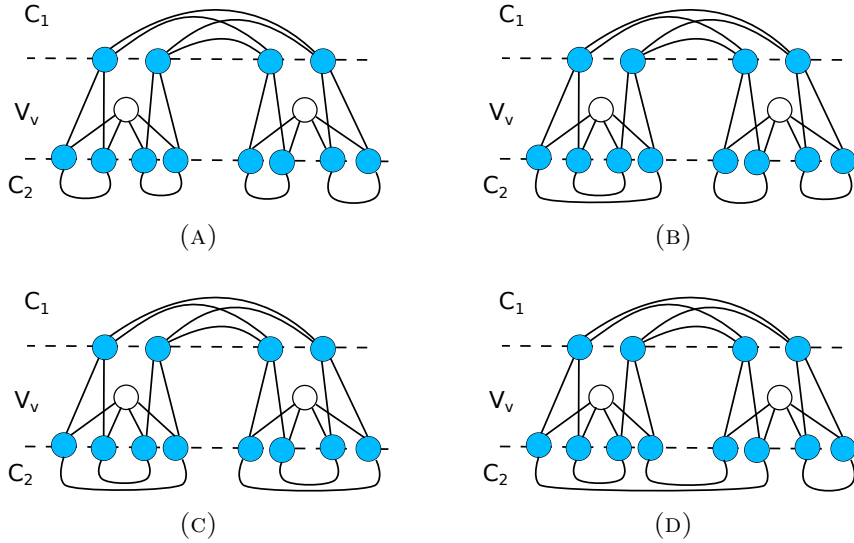 C₁ C₁
Vᵥ Vᵥ
C₂ C₂
(A) (B)
C₁ C₁
Vᵥ Vᵥ
C₂ C₂
(C) (D)